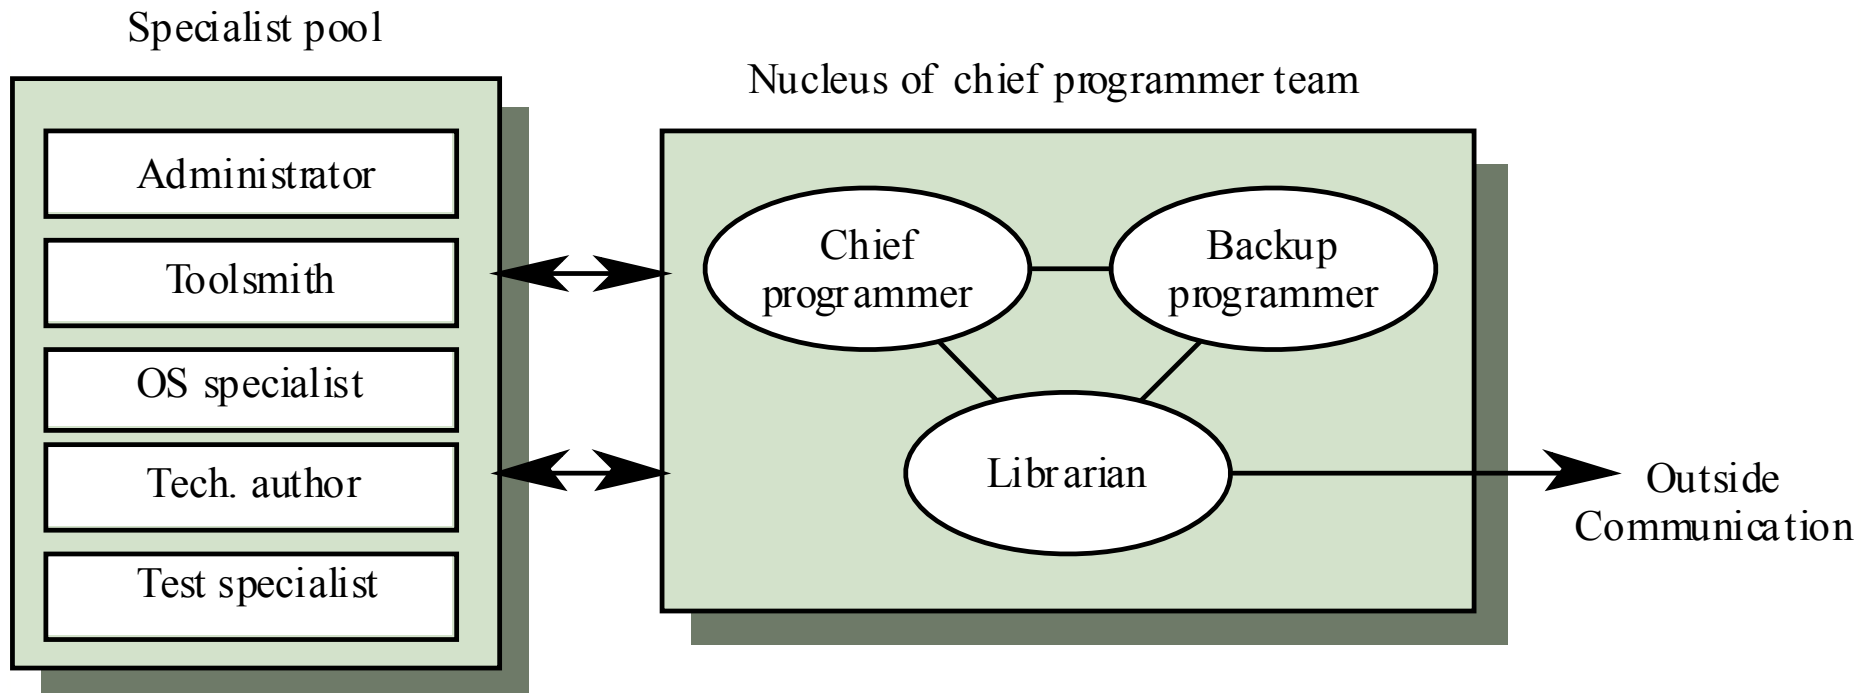 Specialist pool
Administrator
Toolsmith
OS specialist
Tech. author
Test specialist
Nucleus of chief programmer team
Chief
programmer
Backup
programmer
Librarian
Outside
Communication